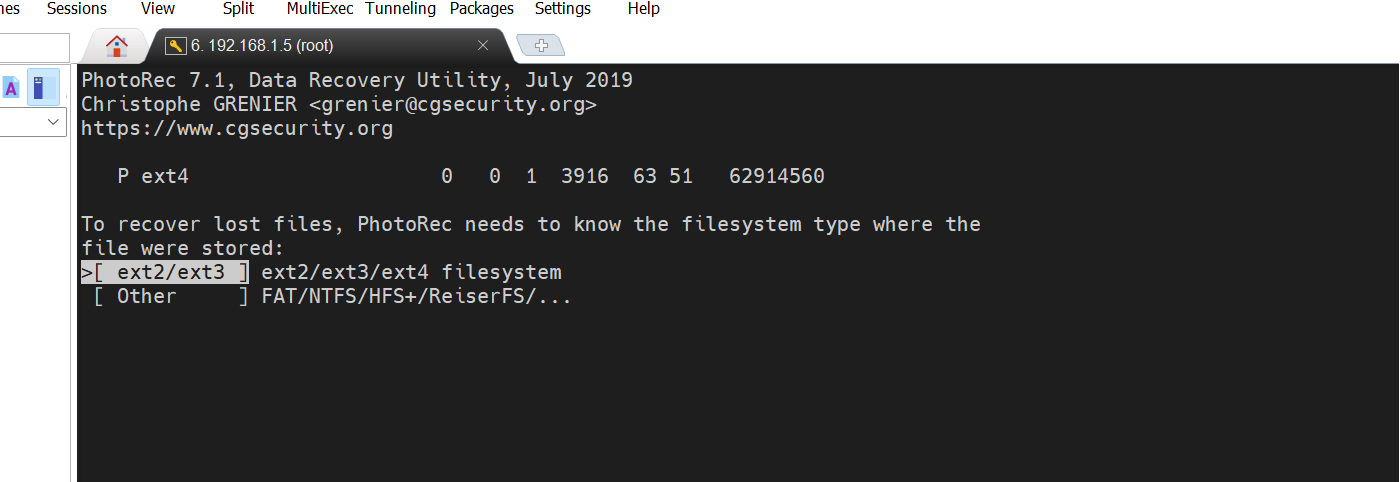 nes Sessions View Split MultiExec Tunneling Packages Settings Help
6. 192.168.1.5 (root)
A
PhotoRec 7.1, Data Recovery Utility, July 2019
Christophe GRENIER <grenier@cgsecurity.org>
https://www.cgsecurity.org
P ext4 0 0 1 3916 63 51 62914560
To recover lost files, PhotoRec needs to know the filesystem type where the
file were stored:
>[ ext2/ext3 ] ext2/ext3/ext4 filesystem
[ Other ] FAT/NTFS/HFS+/ReiserFS/...